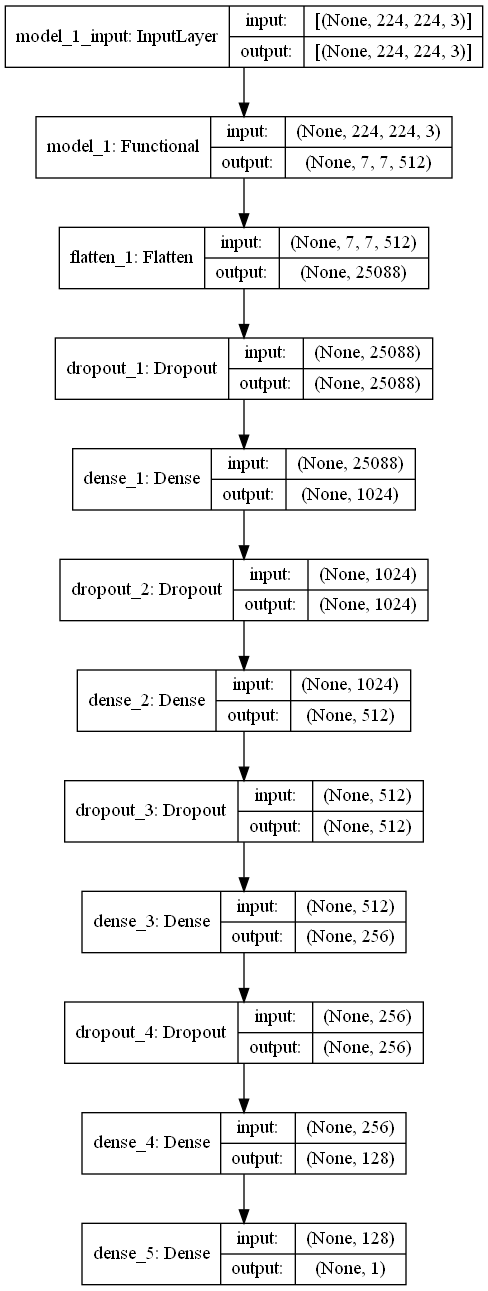 model_1_input: InputLayer
input: [(None, 224, 224, 3)]
output: [(None, 224, 224, 3)]
model_1: Functional
input: (None, 224, 224, 3)
output: (None, 7, 7, 512)
flatten_1: Flatten
input: (None, 7, 7, 512)
output: (None, 25088)
dropout_1: Dropout
input: (None, 25088)
output: (None, 25088)
dense_1: Dense
input: (None, 25088)
output: (None, 1024)
dropout_2: Dropout
input: (None, 1024)
output: (None, 1024)
dense_2: Dense
input: (None, 1024)
output: (None, 512)
dropout_3: Dropout
input: (None, 512)
output: (None, 512)
dense_3: Dense
input: (None, 512)
output: (None, 256)
dropout_4: Dropout
input: (None, 256)
output: (None, 256)
dense_4: Dense
input: (None, 256)
output: (None, 128)
dense_5: Dense
input: (None, 128)
output: (None, 1)